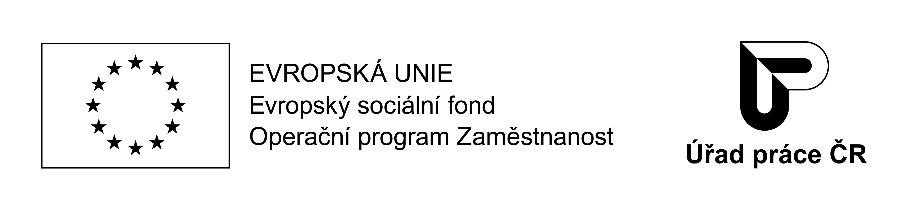 EVROPSKÁ UNIE
Evropský sociální fond
Operační program Zaměstnanost
Úřad práce ČR